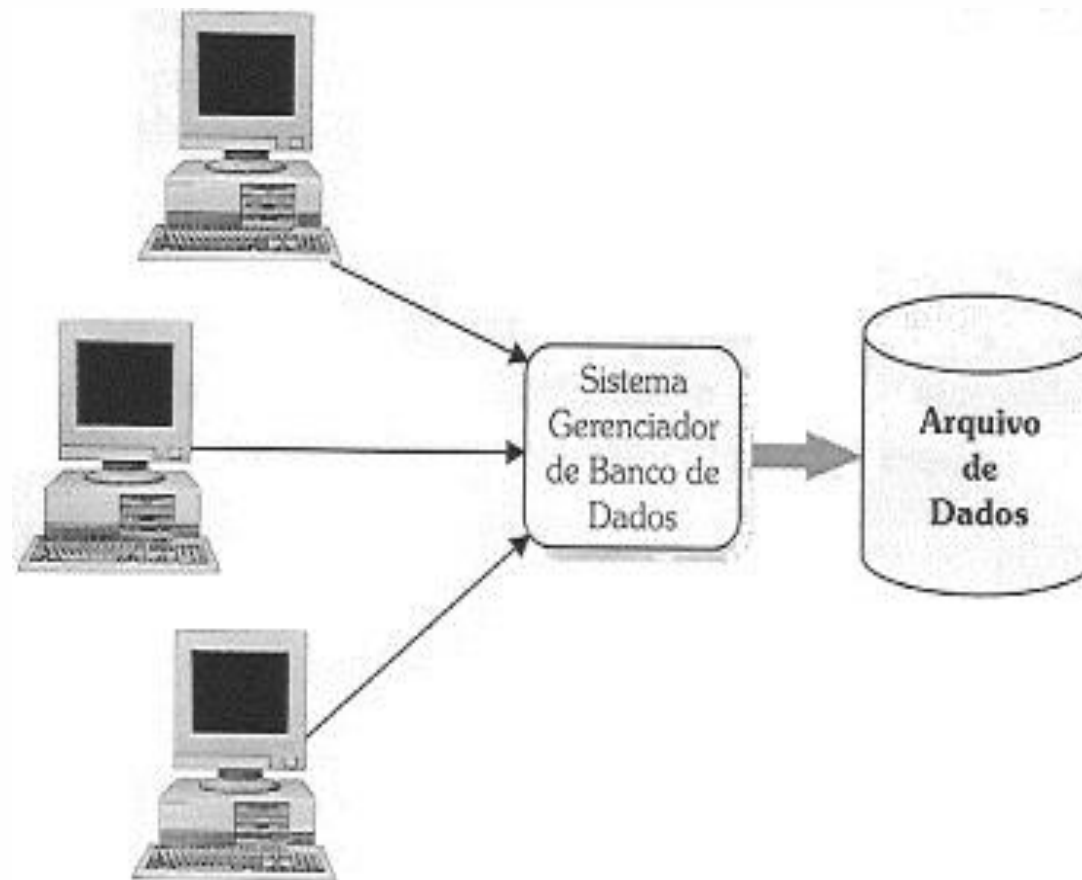 Sistema
Gerenciador
de Banco de
Dados
Arquivo
de
Dados